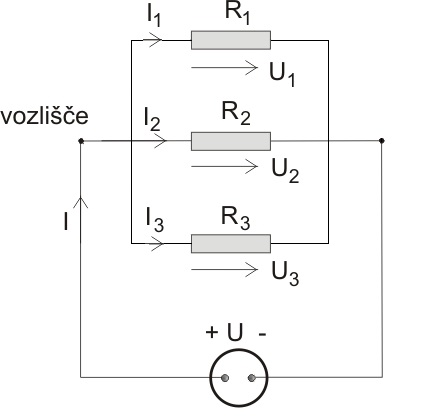 I1 R1
U1
vozlišče
I2 R2
U2
I3 R3
I
U3
+ U -